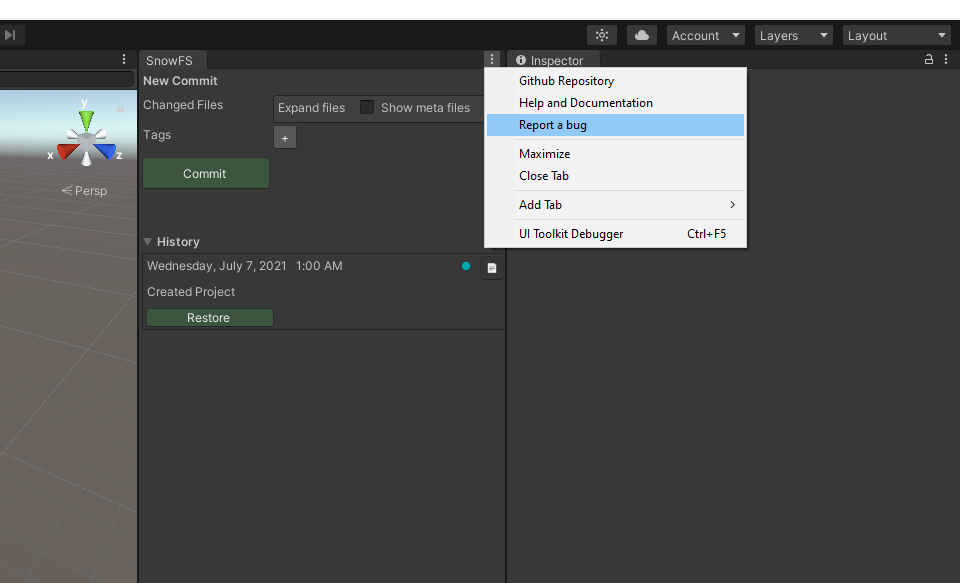 Account Layers Layout
SnowFS
Inspector
New Commit
Changed Files
Expand files
Show meta files
Tags
+
Commit
y
x
z
Persp
Github Repository
Help and Documentation
Report a bug
Maximize
Close Tab
Add Tab
UI Toolkit Debugger Ctrl+F5
History
Wednesday, July 7, 2021 1:00 AM
Created Project
Restore